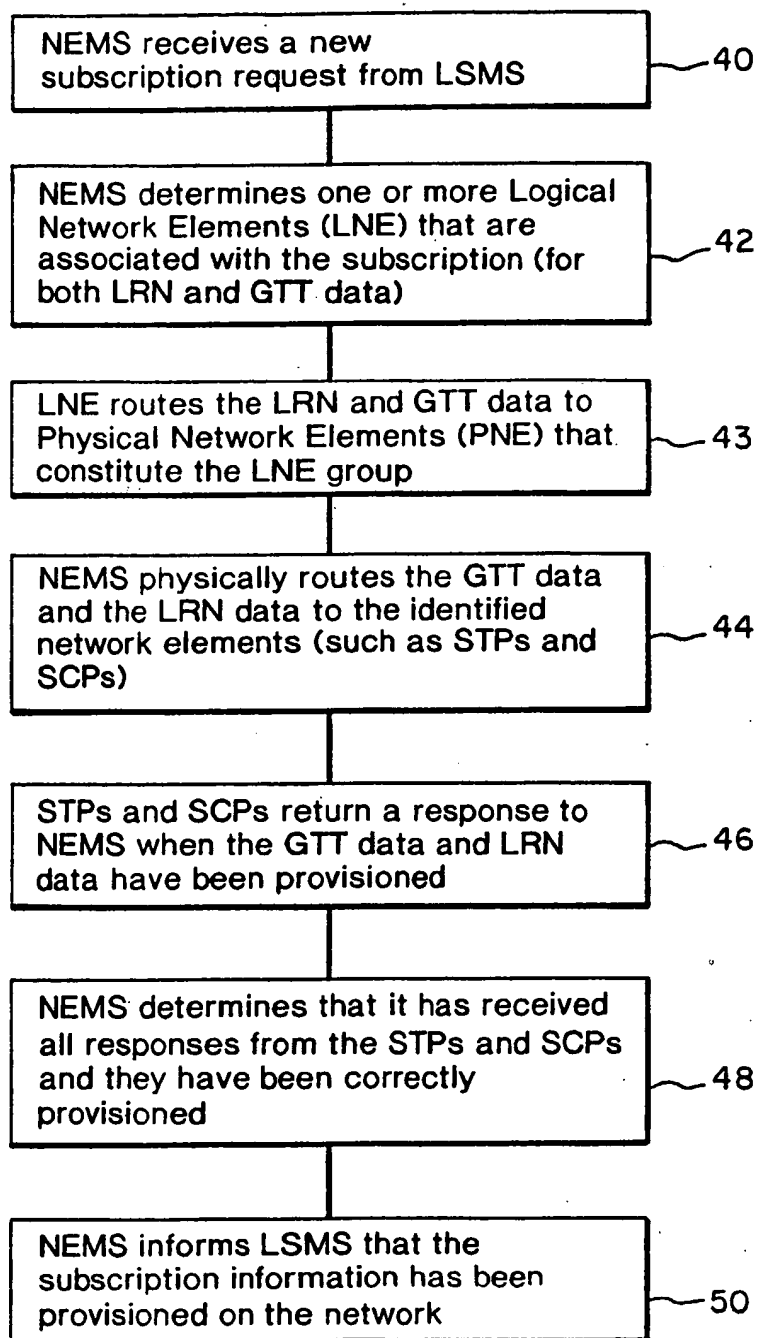 NEMS receives a new
subscription request from LSMS
40
NEMS determines one or more Logical
Network Elements (LNE) that are
associated with the subscription (for
both LRN and GTT data)
42
LNE routes the LRN and GTT data to
Physical Network Elements (PNE) that
constitute the LNE group
43
NEMS physically routes the GTT data
and the LRN data to the identified
network elements (such as STPs and
SCPs)
44
STPs and SCPs return a response to
NEMS when the GTT data and LRN
data have been provisioned
46
NEMS determines that it has received
all responses from the STPs and SCPs
and they have been correctly
provisioned
48
NEMS informs LSMS that the
subscription information has been
provisioned on the network
50